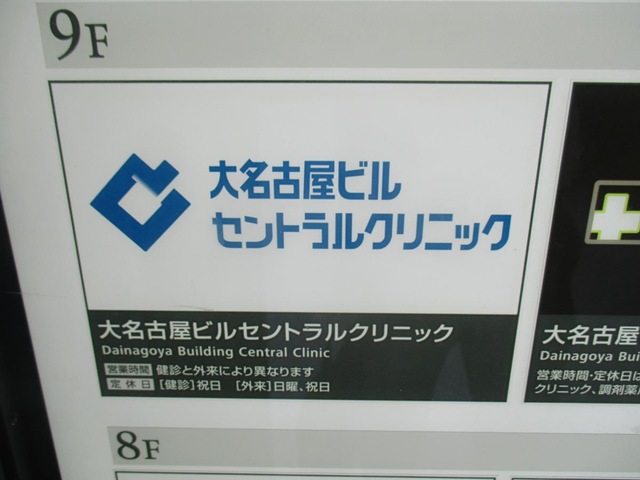 9F
大名古屋ビル
セントラルクリニック
大名古屋ビルセントラルクリニック
Dainagoya Building Central Clinic
営業時間 健診と外来により異なります
定休日 [健診]祝日 [外来]日曜、祝日
大名古屋
Dainagoya Bu
営業時間・定休日は
クリニック、調剤薬
8F